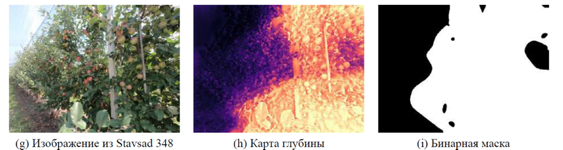 (g) Изображение из Stavsad 348
(h) Карта глубины
(i) Бинарная маска